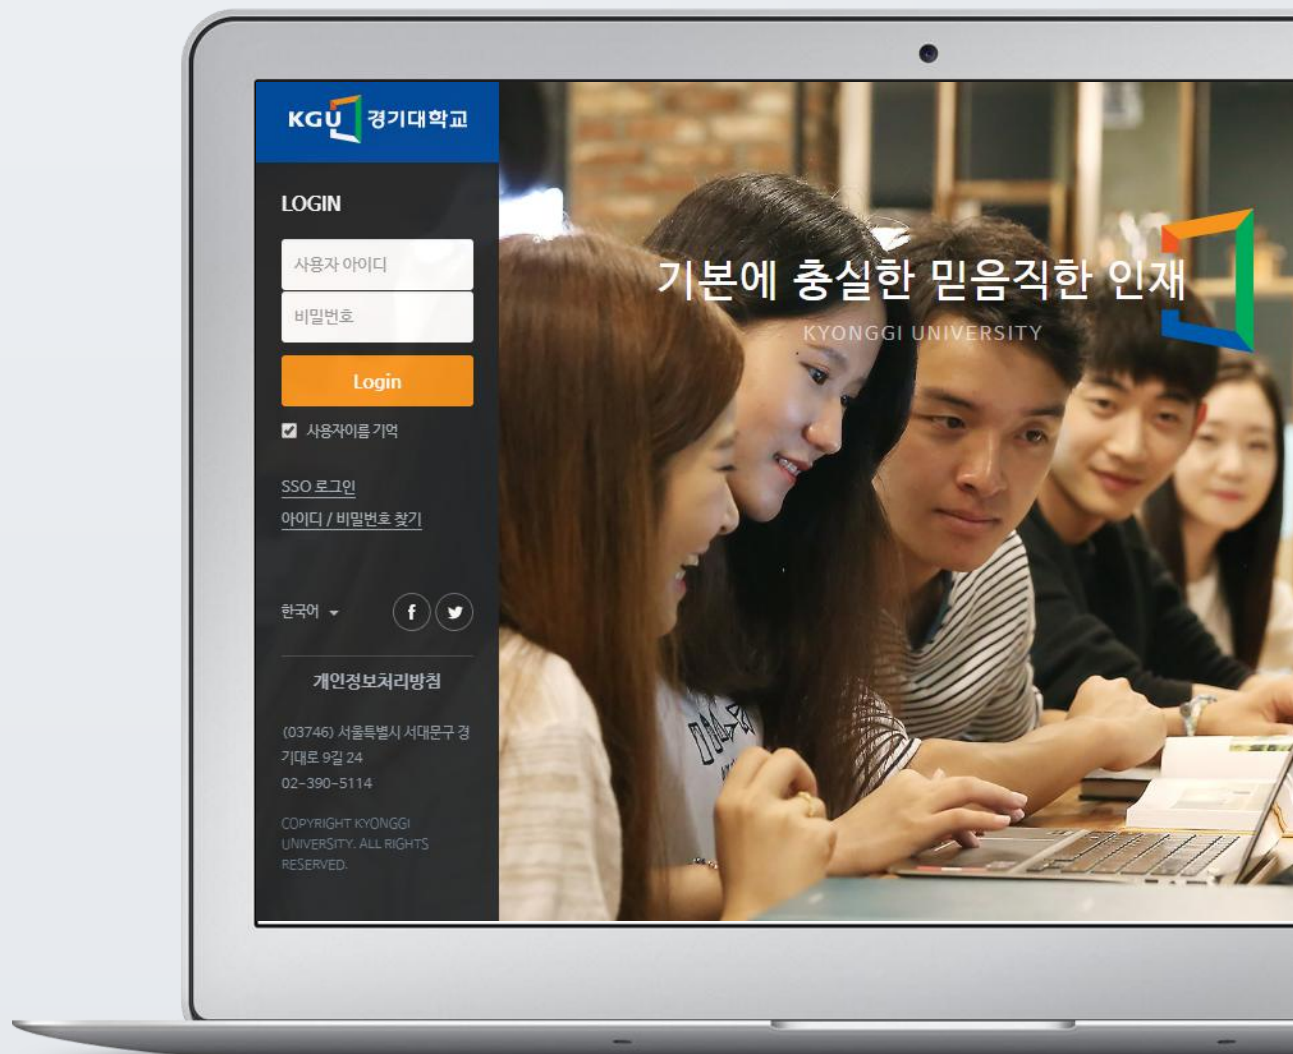 KGU 경기대학교
LOGIN
사용자 아이디
비밀번호
Login
사용자이름 기억
SSO 로그인
아이디 / 비밀번호 찾기
한국어
개인정보처리방침
(03746) 서울특별시 서대문구 경
기대로 9길 24
02-390-5114
COPYRIGHT KYONGGI
UNIVERSITY. ALL RIGHTS
RESERVED.
기본에 충실한 믿음직한 인재
KYONGGI UNIVERSITY